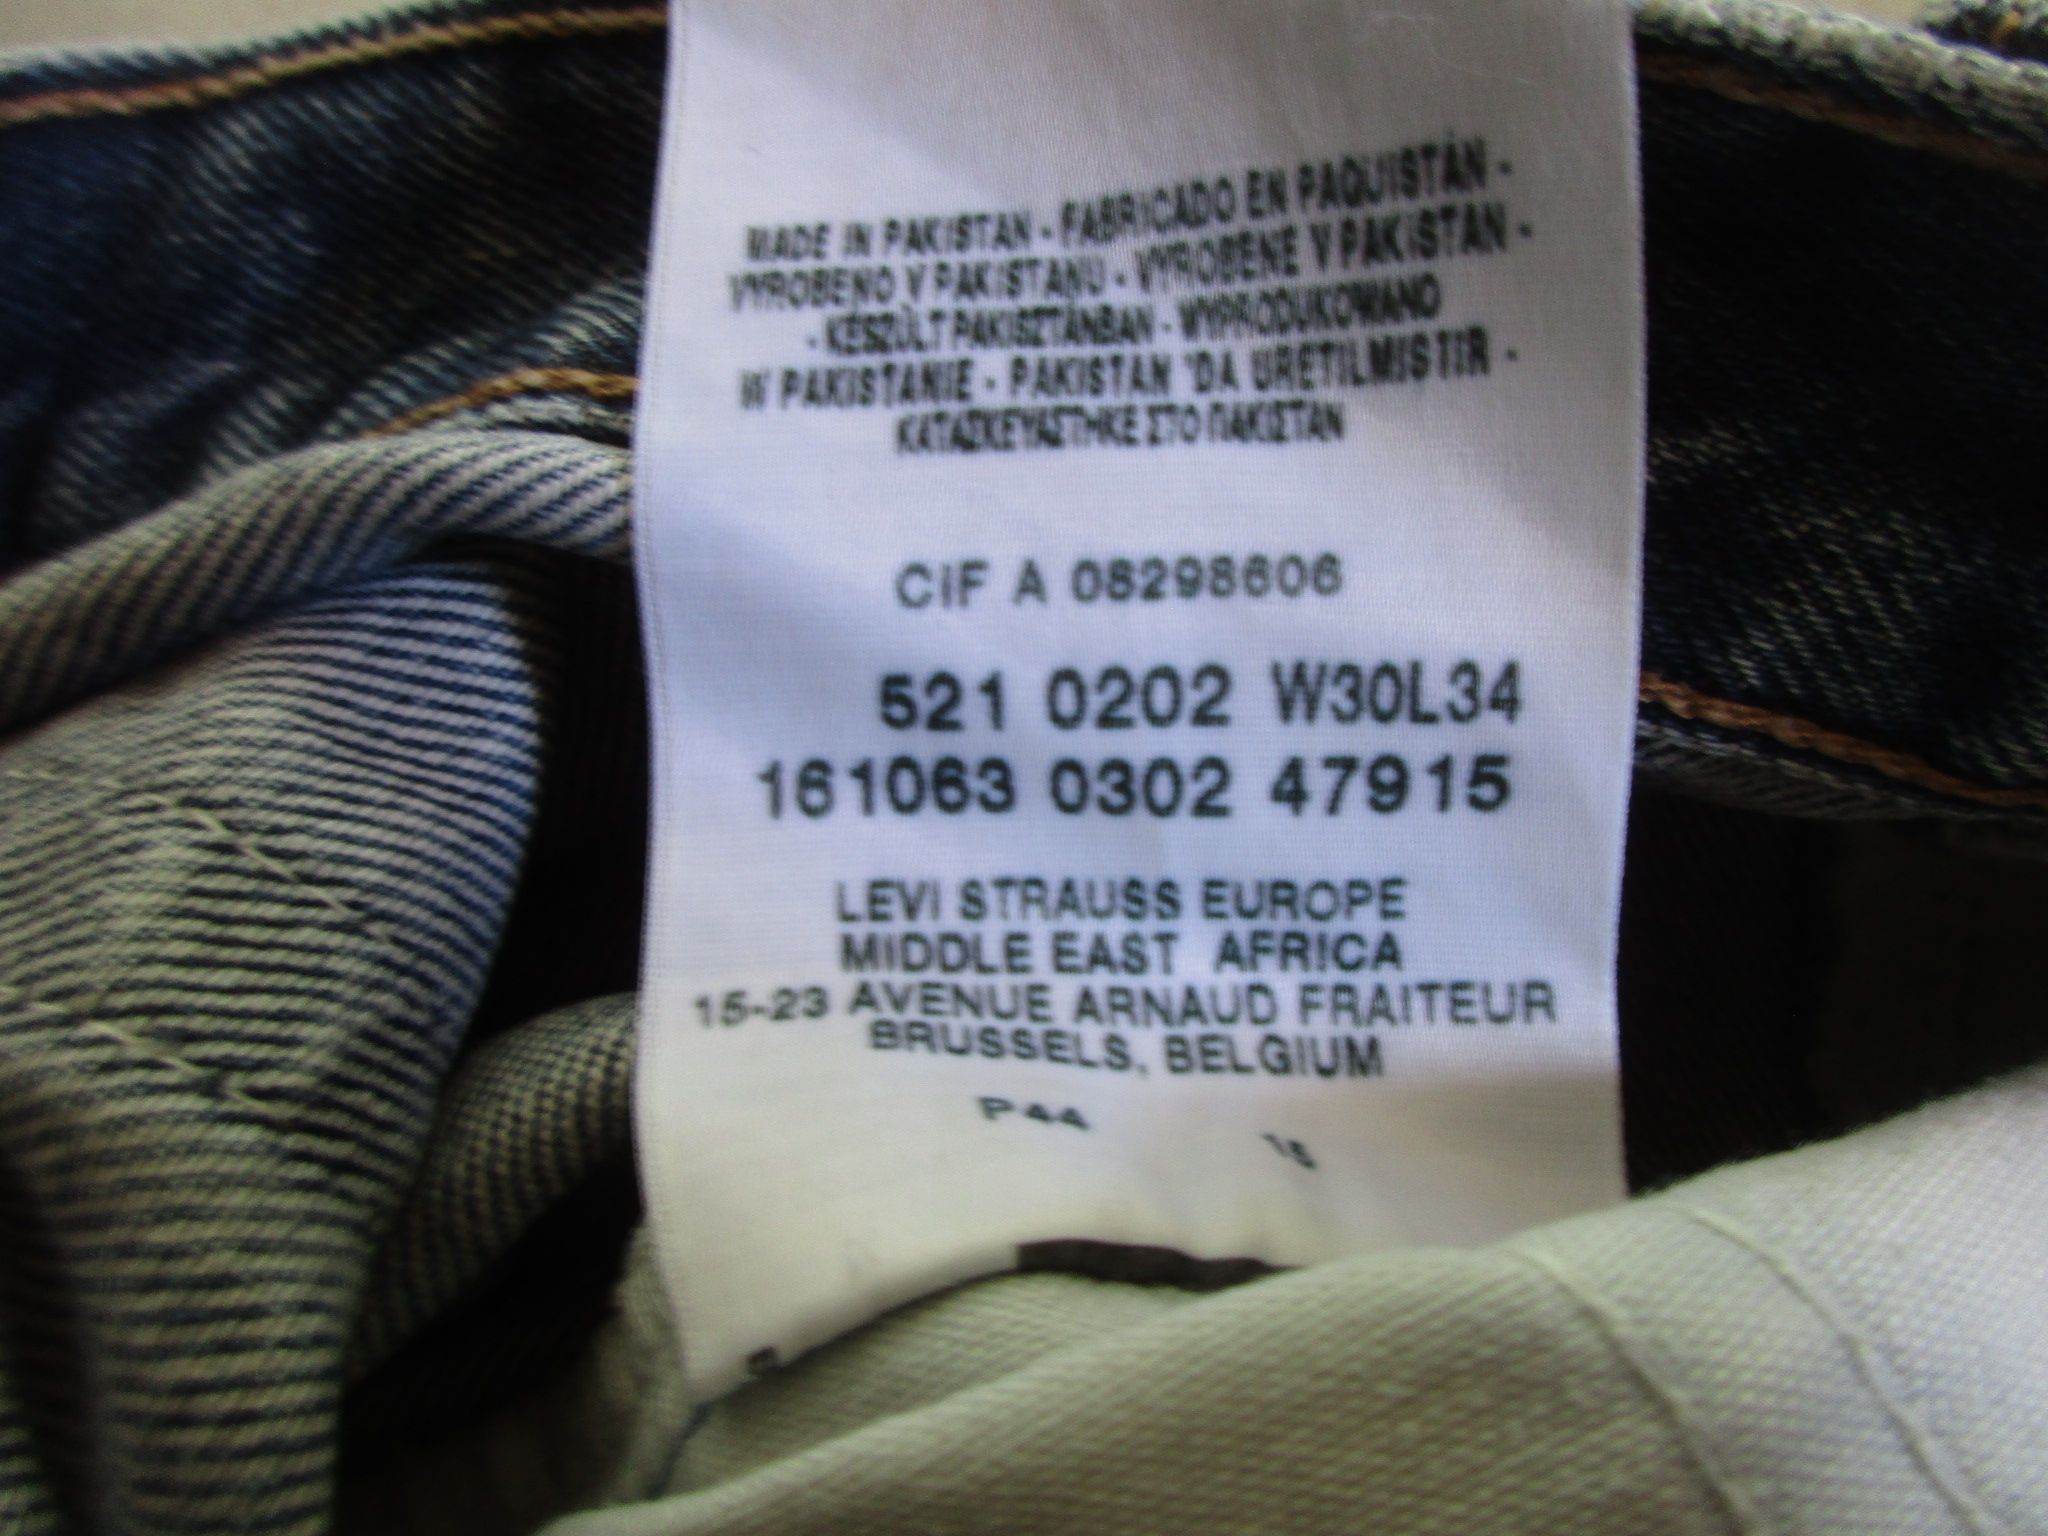 MADE IN PAKISTAN - FABRICADO EN PAQUISTÁN -
VYROBENO V PAKISTANU - VYROBENE V PAKISTAN -
- KÉSZÜLT PAKISZTÁNBAN - WYPRODUKOWANO
W PAKISTANIE - PAKISTAN 'DA URETILMISTIR -
ΚΑΤΑΣΚΕΥΑΣΤΗΚΕ ΣΤΟ ΠΑΚΙΣΤΑΝ
CIF A 08298606
521 0202 W30L34
161063 0302 47915
LEVI STRAUSS EUROPE
MIDDLE EAST AFRICA
15-23 AVENUE ARNAUD FRAITEUR
BRUSSELS, BELGIUM
P44